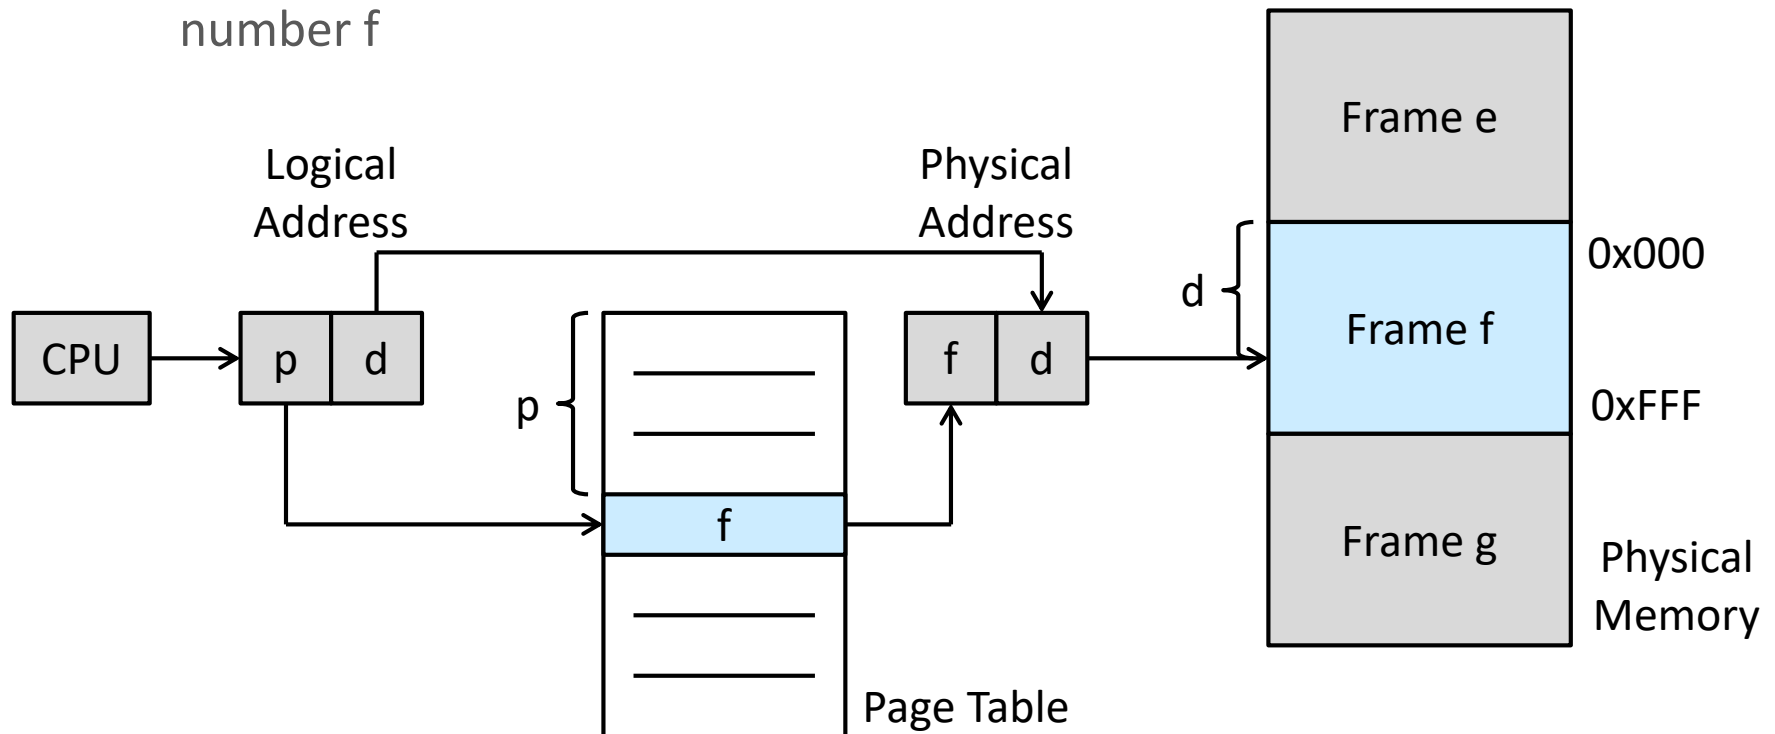 number f
Logical
Address
Physical
Address
CPU
p
d
p
f
f
d
d
Frame e
Frame f
Frame g
0x000
0xFFF
Physical
Memory
Page Table